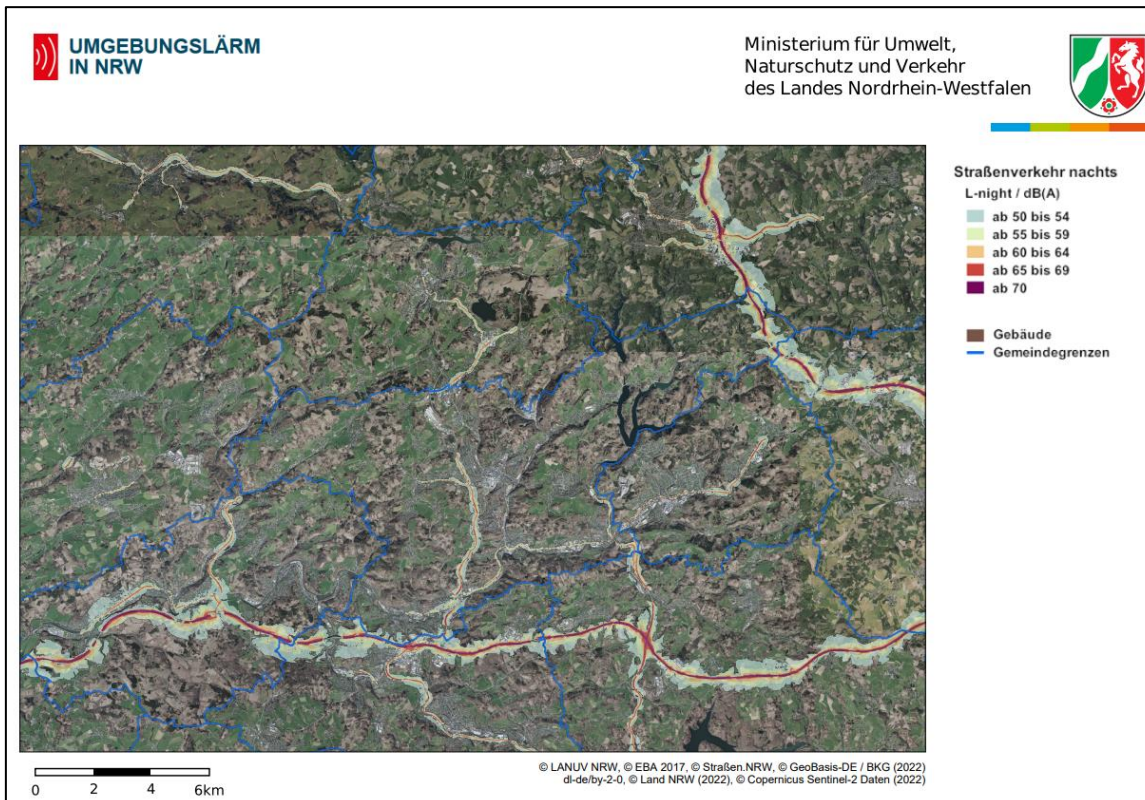 UMGEBUNGSLÄRM
IN NRW
Ministerium für Umwelt,
Naturschutz und Verkehr
des Landes Nordrhein-Westfalen
Straßenverkehr nachts
L-night / dB(A)
ab 50 bis 54
ab 55 bis 59
ab 60 bis 64
ab 65 bis 69
ab 70
Gebäude
Gemeindegrenzen
0 2 4 6km
© LANUV NRW, © EBA 2017, © Straßen.NRW, © GeoBasis-DE / BKG (2022)
dl-de/by-2-0, © Land NRW (2022), © Copernicus Sentinel-2 Daten (2022)